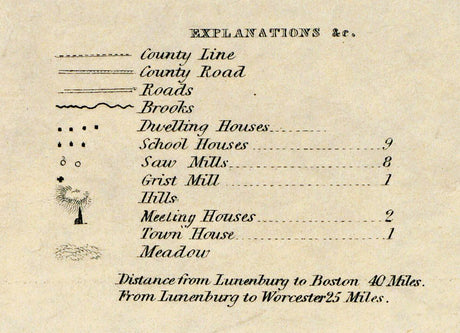 EXPLANATIONS &c.
County Line
County Road
Roads
Brooks
Dwelling Houses
School Houses 9
Saw Mills 8
Grist Mill 1
Hills
Meeting Houses 2
Town House 1
Meadow
Distance from Lunenburg to Boston 40 Miles.
From Lunenburg to Worcester 25 Miles.